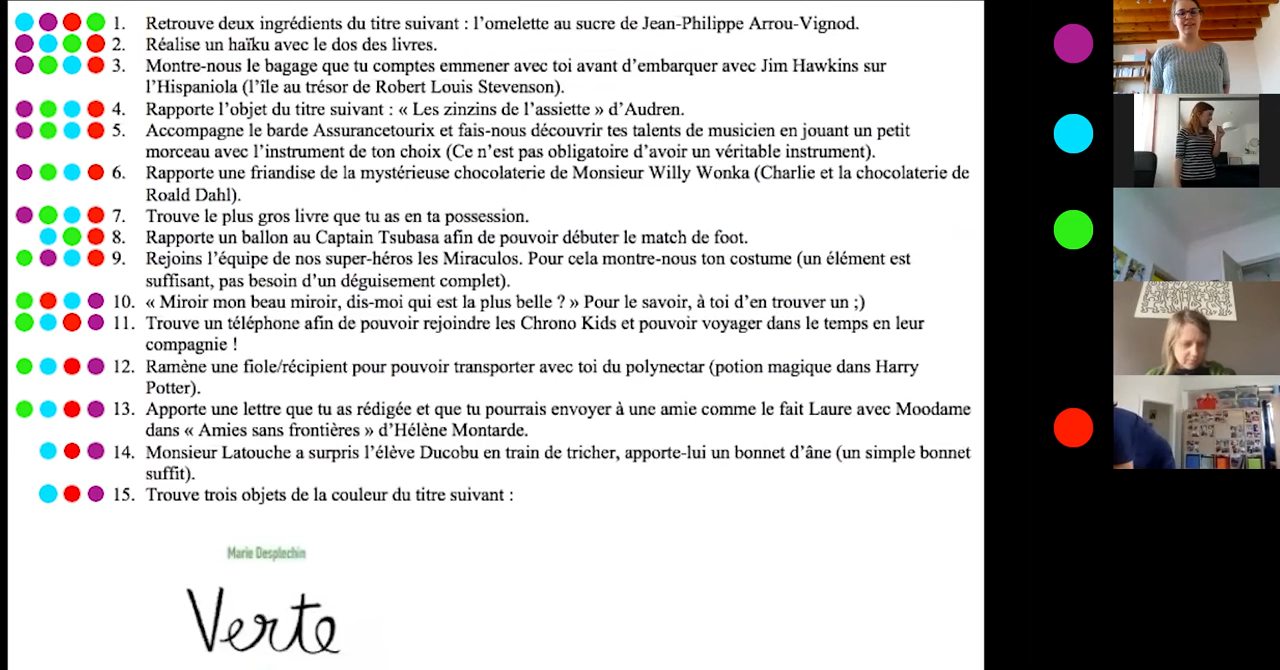 1. Retrouve deux ingrédients du titre suivant : l’omelette au sucre de Jean-Philippe Arrou-Vignod.
2. Réalise un haïku avec le dos des livres.
3. Montre-nous le bagage que tu comptes emmener avec toi avant d’embarquer avec Jim Hawkins sur
l’Hispaniola (l’île au trésor de Robert Louis Stevenson).
4. Rapporte l’objet du titre suivant : « Les zinzins de l’assiette » d’Audren.
5. Accompagne le barde Assurancetourix et fais-nous découvrir tes talents de musicien en jouant un petit
morceau avec l’instrument de ton choix (Ce n’est pas obligatoire d’avoir un véritable instrument).
6. Rapporte une friandise de la mystérieuse chocolaterie de Monsieur Willy Wonka (Charlie et la chocolaterie de
Roald Dahl).
7. Trouve le plus gros livre que tu as en ta possession.
8. Rapporte un ballon au Captain Tsubasa afin de pouvoir débuter le match de foot.
9. Rejoins l’équipe de nos super-héros les Miraculos. Pour cela montre-nous ton costume (un élément est
suffisant, pas besoin d’un déguisement complet).
10. « Miroir mon beau miroir, dis-moi qui est la plus belle ? » Pour le savoir, à toi d’en trouver un ;)
11. Trouve un téléphone afin de pouvoir rejoindre les Chrono Kids et pouvoir voyager dans le temps en leur
compagnie !
12. Ramène une fiole/récipient pour pouvoir transporter avec toi du polynectar (potion magique dans Harry
Potter).
13. Apporte une lettre que tu as rédigée et que tu pourrais envoyer à une amie comme le fait Laure avec Moodame
dans « Amies sans frontières » d’Hélène Montarde.
14. Monsieur Latouche a surpris l’élève Ducobu en train de tricher, apporte-lui un bonnet d’âne (un simple bonnet
suffit).
15. Trouve trois objets de la couleur du titre suivant :
Marie Desplechin
Verte